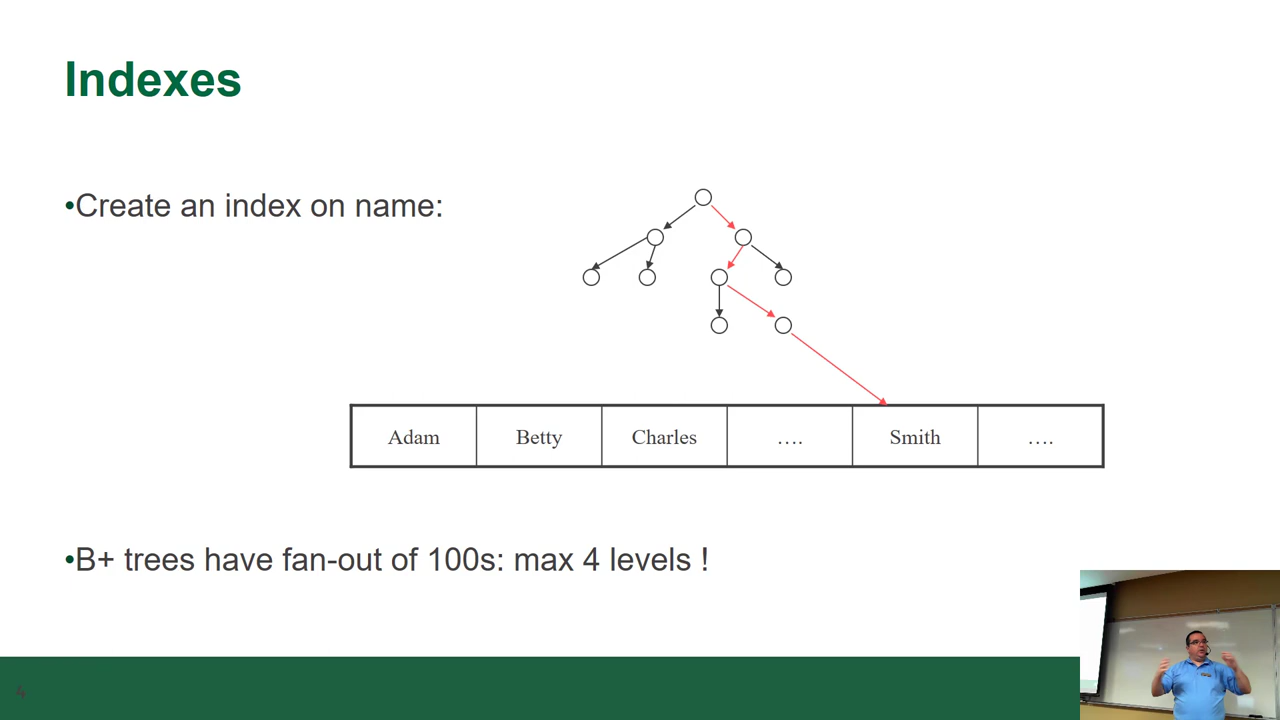 Indexes
•Create an index on name:
Adam Betty Charles …. Smith ….
•B+ trees have fan-out of 100s: max 4 levels !
4